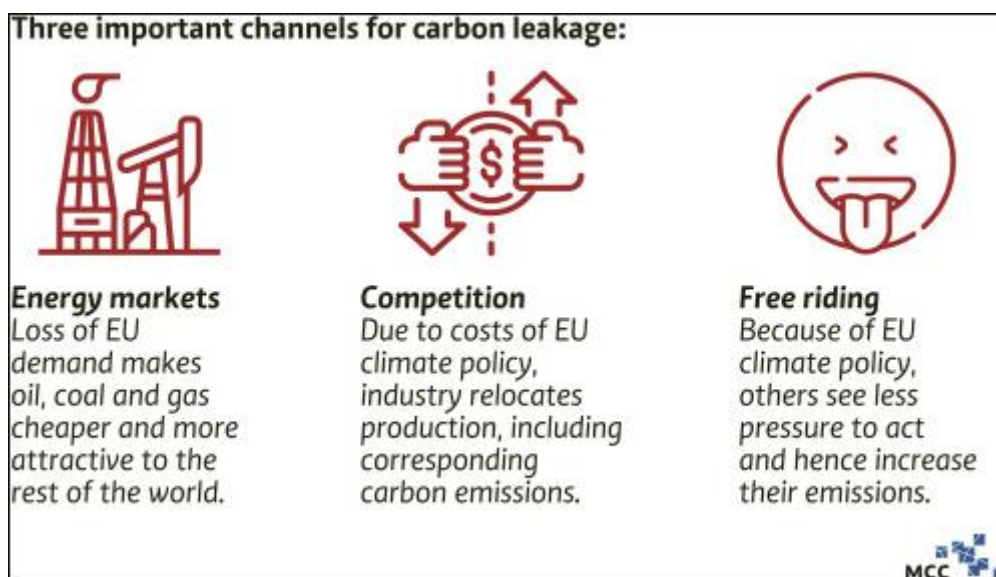 Three important channels for carbon leakage:
$
Energy markets
Loss of EU
demand makes
oil, coal and gas
cheaper and more
attractive to the
rest of the world.
Competition
Due to costs of EU
climate policy,
industry relocates
production, including
corresponding
carbon emissions.
Free riding
Because of EU
climate policy,
others see less
pressure to act
and hence increase
their emissions.
MCC